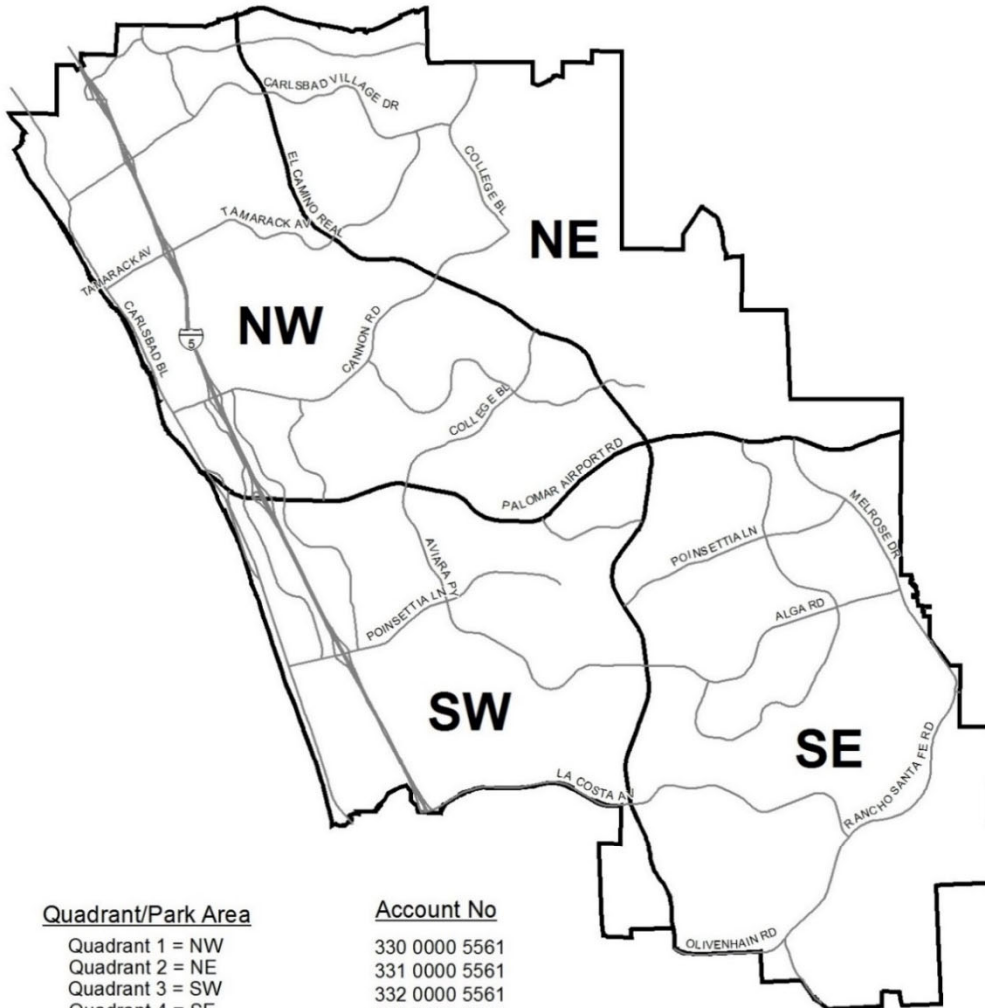 CARLSBAD VILLAGE DR
EL CAMINO REAL
COLLEGE BL
TAMARACK AV
NE
TAMARACK AV
CARLSBAD BL
5
NW
CANNON RD
COLLEGE BL
PALOMAR AIRPORT RD
MELROSE DR
POINSETTIA LN
AVIARA PY
POINSETTIA LN
ALGA RD
SW
SE
LA COSTA AV
RANCHO SANTA FE RD
OLIVENHAIN RD
Quadrant/Park Area
Account No
Quadrant 1 = NW
330 0000 5561
Quadrant 2 = NE
331 0000 5561
Quadrant 3 = SW
332 0000 5561
Quadrant 4 = SE